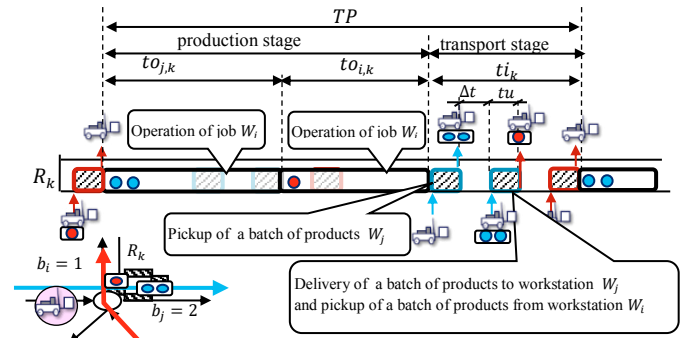 TP
production stage
transport stage
to_{j,k}
to_{i,k}
ti_k
Δt
tu
Operation of job W_i
Operation of job W_i
R_k
Pickup of a batch of products W_j
R_k
b_i = 1
b_j = 2
Delivery of a batch of products to workstation W_j
and pickup of a batch of products from workstation W_i